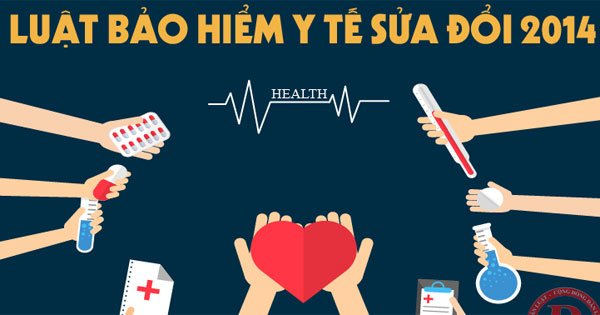 LUẬT BẢO HIỂM Y TẾ SỬA ĐỔI 2014
HEALTH